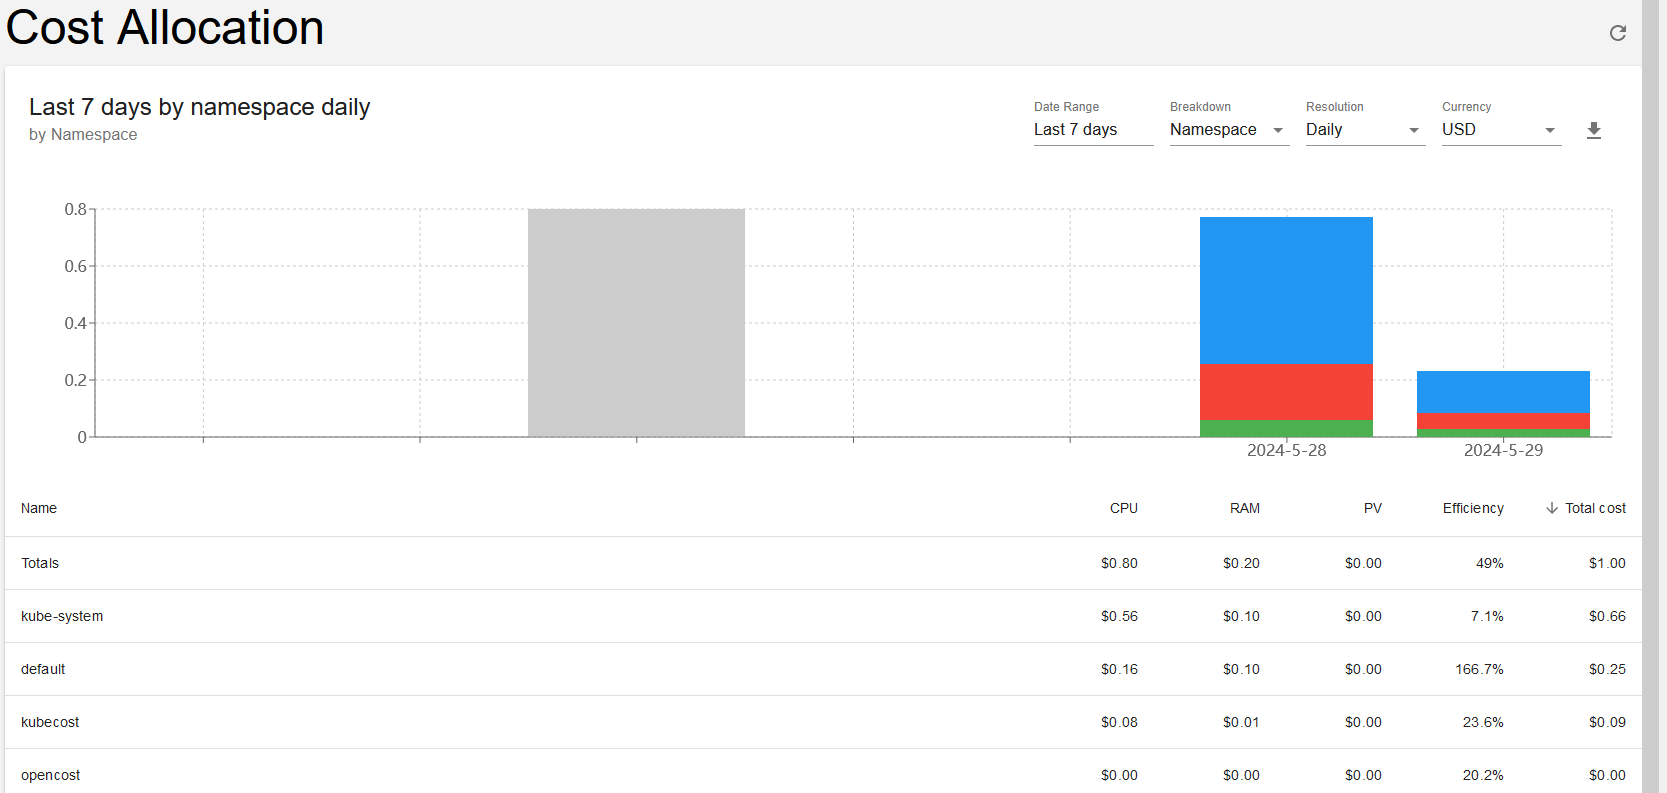 Cost Allocation
Last 7 days by namespace daily
by Namespace
Date Range Breakdown Resolution Currency
Last 7 days Namespace Daily USD
0.8
0.6
0.4
0.2
0
2024-5-28 2024-5-29
Name CPU RAM PV Efficiency Total cost
Totals $0.80 $0.20 $0.00 49% $1.00
kube-system $0.56 $0.10 $0.00 7.1% $0.66
default $0.16 $0.10 $0.00 166.7% $0.25
kubecost $0.08 $0.01 $0.00 23.6% $0.09
opencost $0.00 $0.00 $0.00 20.2% $0.00